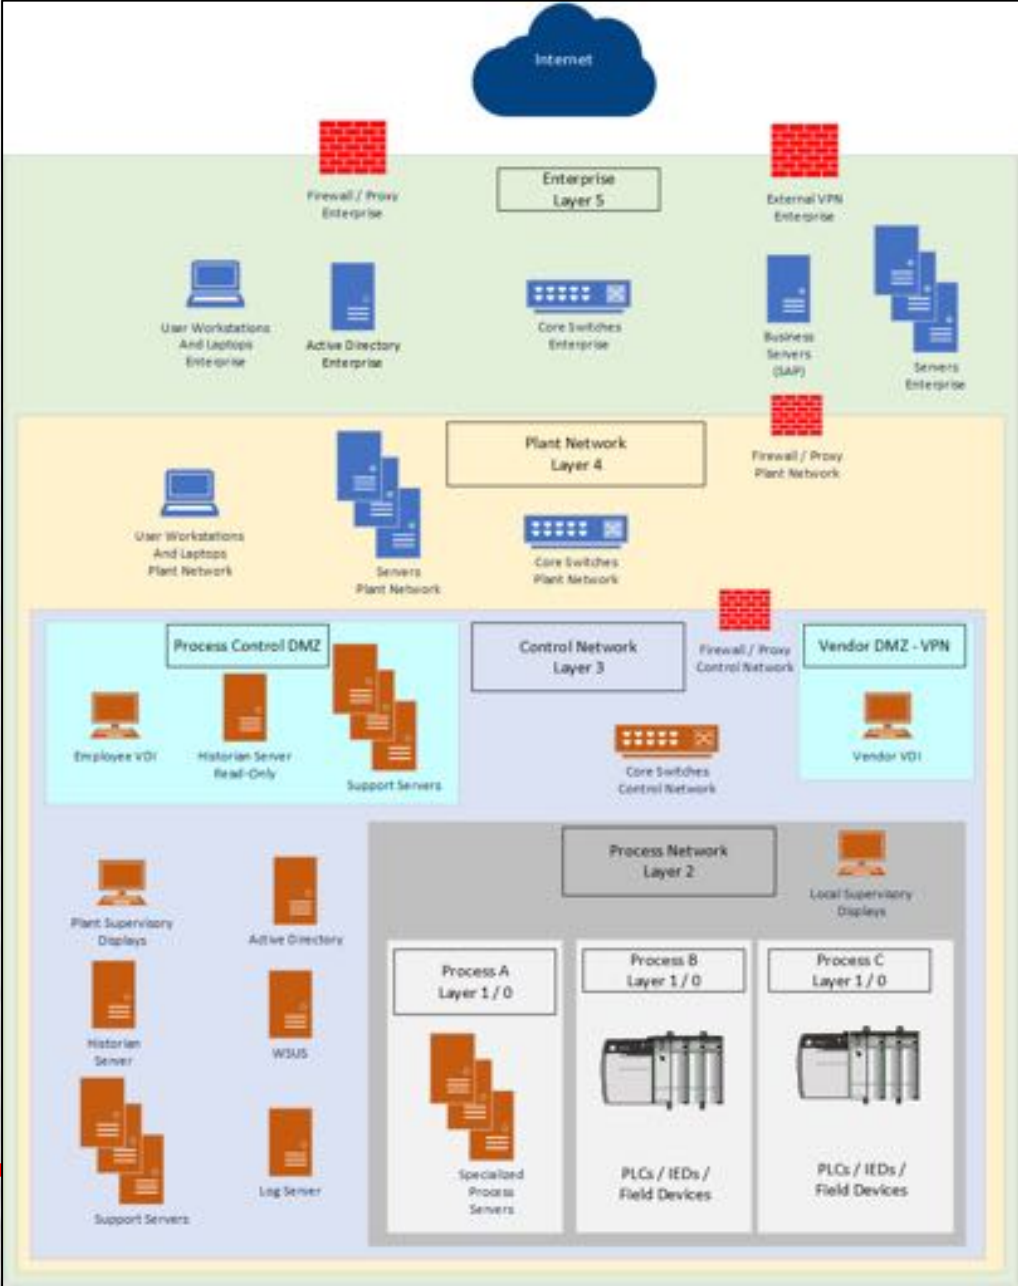 Internet
Firewall / Proxy
Enterprise
Enterprise
Layer 5
External VPN
Enterprise
User Workstations
And Laptops
Enterprise
Active Directory
Enterprise
Core Switches
Enterprise
Business
Servers
(SAP)
Servers
Enterprise
Plant Network
Layer 4
Firewall / Proxy
Plant Network
User Workstations
And Laptops
Plant Network
Servers
Plant Network
Core Switches
Plant Network
Process Control DMZ
Control Network
Layer 3
Firewall / Proxy
Control Network
Vendor DMZ - VPN
Employee VDI
Historian Server
Read-Only
Support Servers
Core Switches
Control Network
Vendor VDI
Process Network
Layer 2
Local Supervisory
Displays
Plant Supervisory
Displays
Active Directory
Historian
Server
WSUS
Support Servers
Log Server
Process A
Layer 1 / 0
Specialized
Process
Servers
Process B
Layer 1 / 0
PLCs / IEDs /
Field Devices
Process C
Layer 1 / 0
PLCs / IEDs /
Field Devices